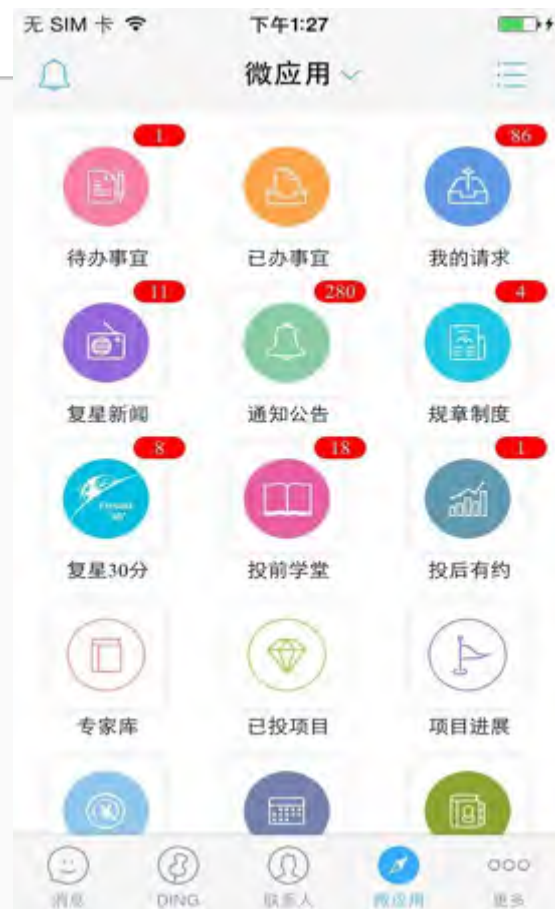 无 SIM 卡 下午1:27
微应用
1 86
待办事宜 已办事宜 我的请求
11 280 4
复星新闻 通知公告 规章制度
8 18 1
复星30分 投前学堂 投后有约
专家库 已投项目 项目进展
消息 DING 联系人 微应用 更多